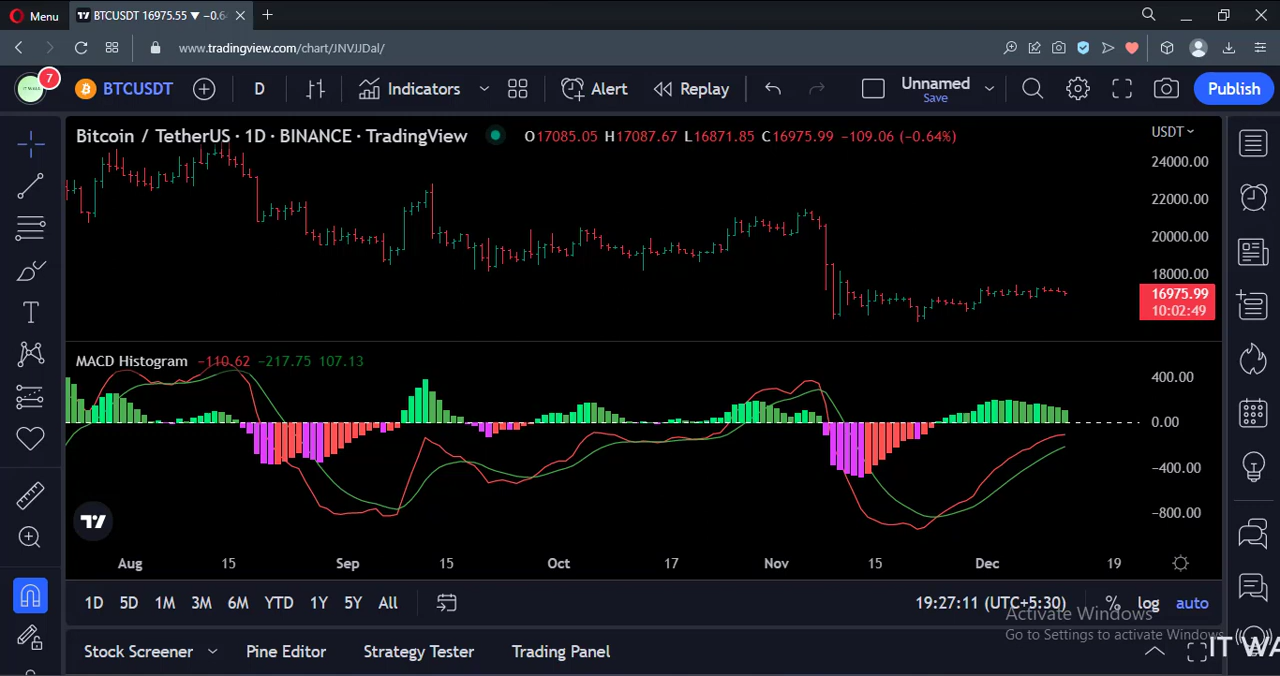 Menu
BTCUSDT 16975.55 ▼ −0.6
www.tradingview.com/chart/JNVJJDal/
7
BTCUSDT
D
Indicators
Alert
Replay
Unnamed
Save
Publish
Bitcoin / TetherUS · 1D · BINANCE · TradingView
O17085.05 H17087.67 L16871.85 C16975.99 −109.06 (−0.64%)
USDT
24000.00
22000.00
20000.00
18000.00
16975.99
10:02:49
MACD Histogram −110.62 −217.75 107.13
400.00
0.00
−400.00
−800.00
Aug 15 Sep 15 Oct 17 Nov 15 Dec 19
1D 5D 1M 3M 6M YTD 1Y 5Y All
19:27:11 (UTC+5:30) % log auto
Activate Windows
Go to Settings to activate Windows
Stock Screener Pine Editor Strategy Tester Trading Panel
IT WA